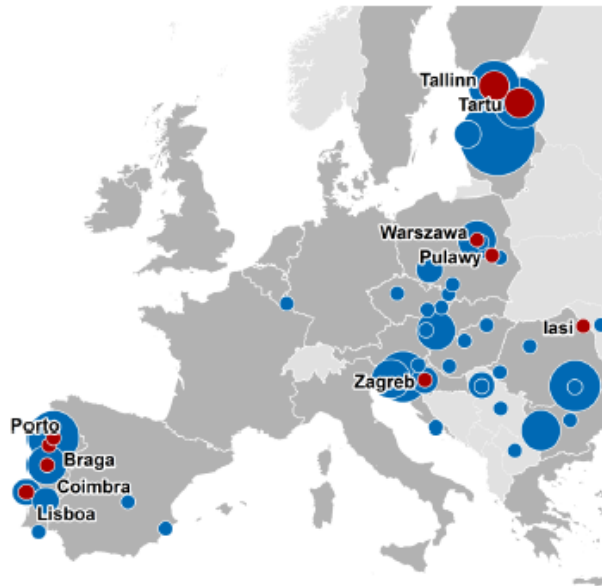 Tallinn
Tartu
Warszawa
Pulawy
Iasi
Zagreb
Porto
Braga
Coimbra
Lisboa